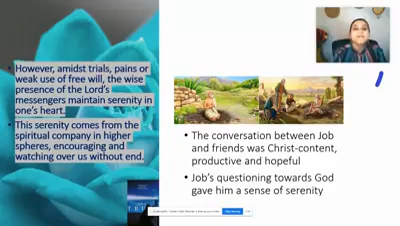 • However, amidst trials, pains or
weak use of free will, the wise
presence of the Lord's
messengers maintain serenity in
one's heart.
• This serenity comes from the
spiritual company in higher
spheres, encouraging and
watching over us without end.
• The conversation between Job
and friends was Christ-content,
productive and hopeful
• Job's questioning towards God
gave him a sense of serenity